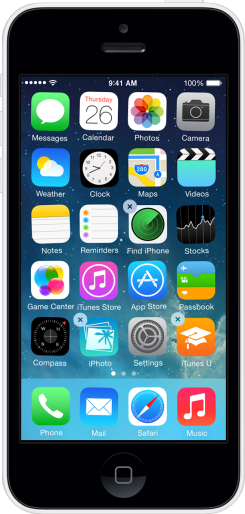 9:41 AM 100%
Thursday
26
Messages Calendar Photos Camera
280
Weather Clock Maps Videos
Notes Reminders Find iPhone Stocks
Game Center iTunes Store App Store Passbook
Compass iPhoto Settings iTunes U
Phone Mail Safari Music